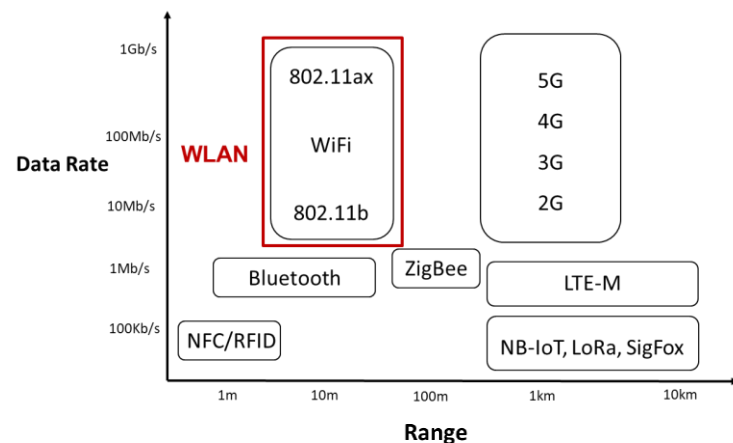 1Gb/s
802.11ax
5G
4G
100Mb/s
WLAN
WiFi
Data Rate
3G
10Mb/s
802.11b
2G
1Mb/s
Bluetooth
ZigBee
LTE-M
100Kb/s
NFC/RFID
NB-IoT, LoRa, SigFox
1m
10m
100m
1km
10km
Range